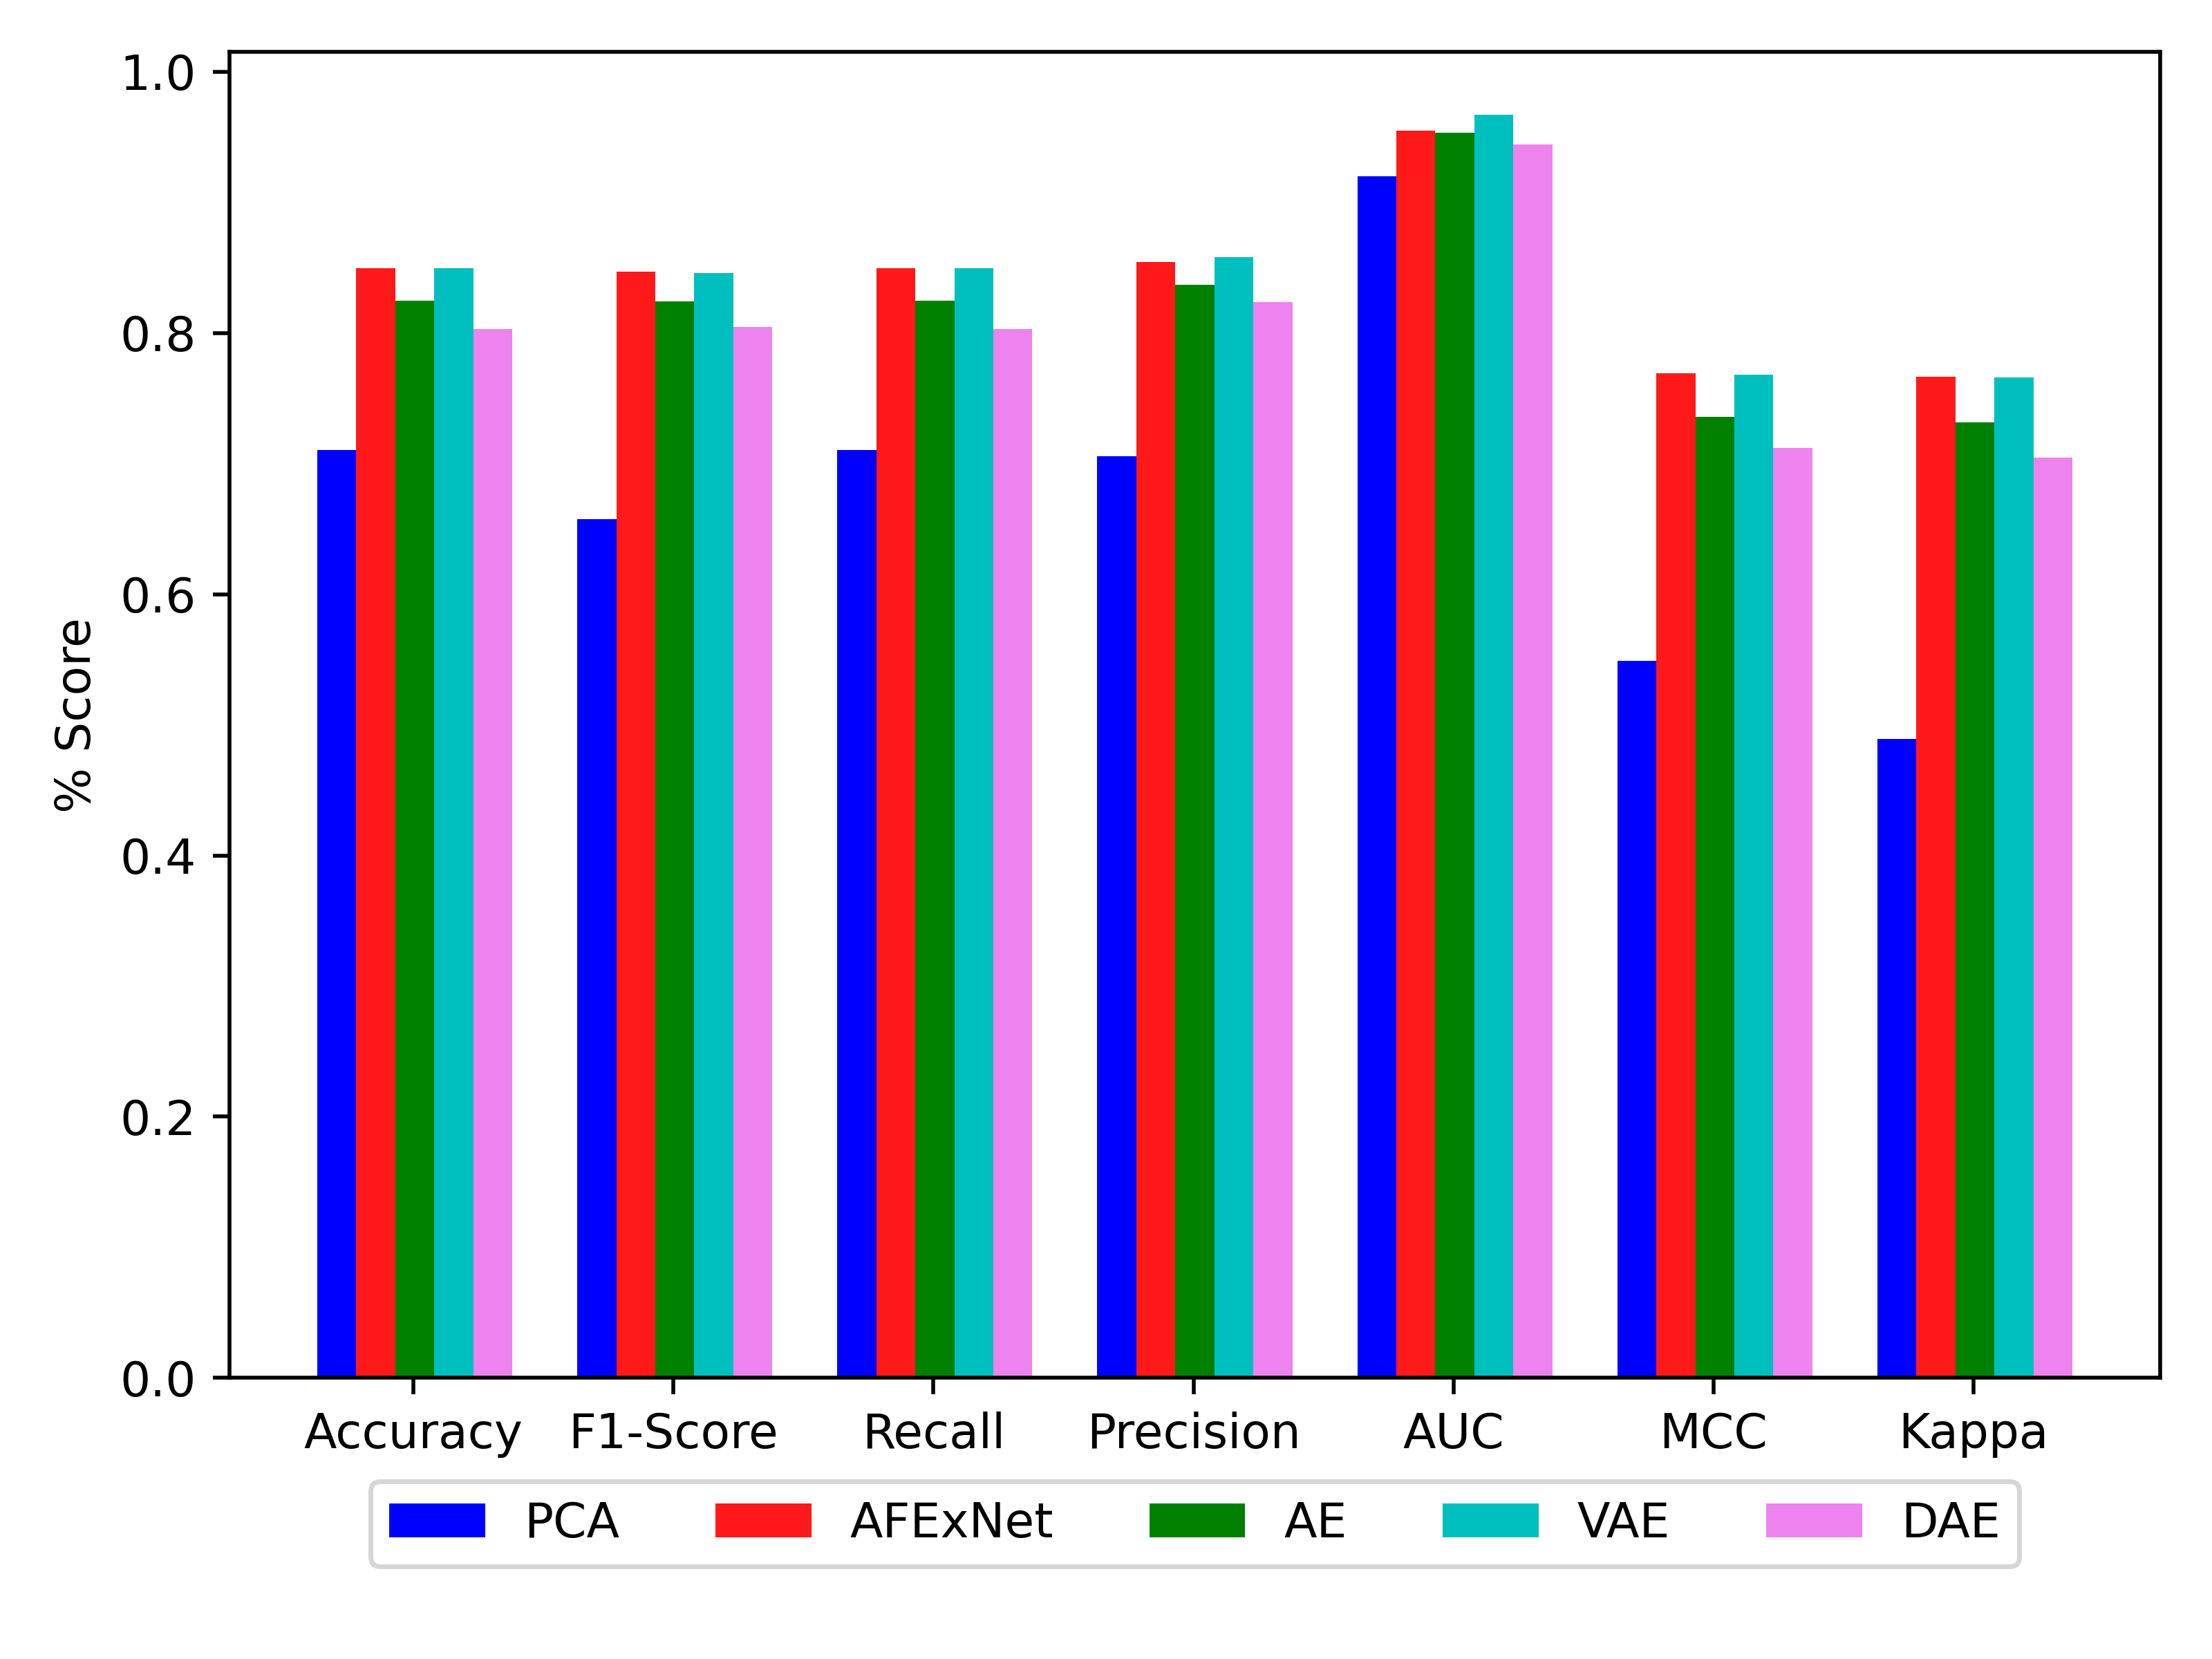 1.0
0.8
0.6
0.4
0.2
0.0
% Score
Accuracy F1-Score Recall Precision AUC MCC Kappa
PCA AFExNet AE VAE DAE